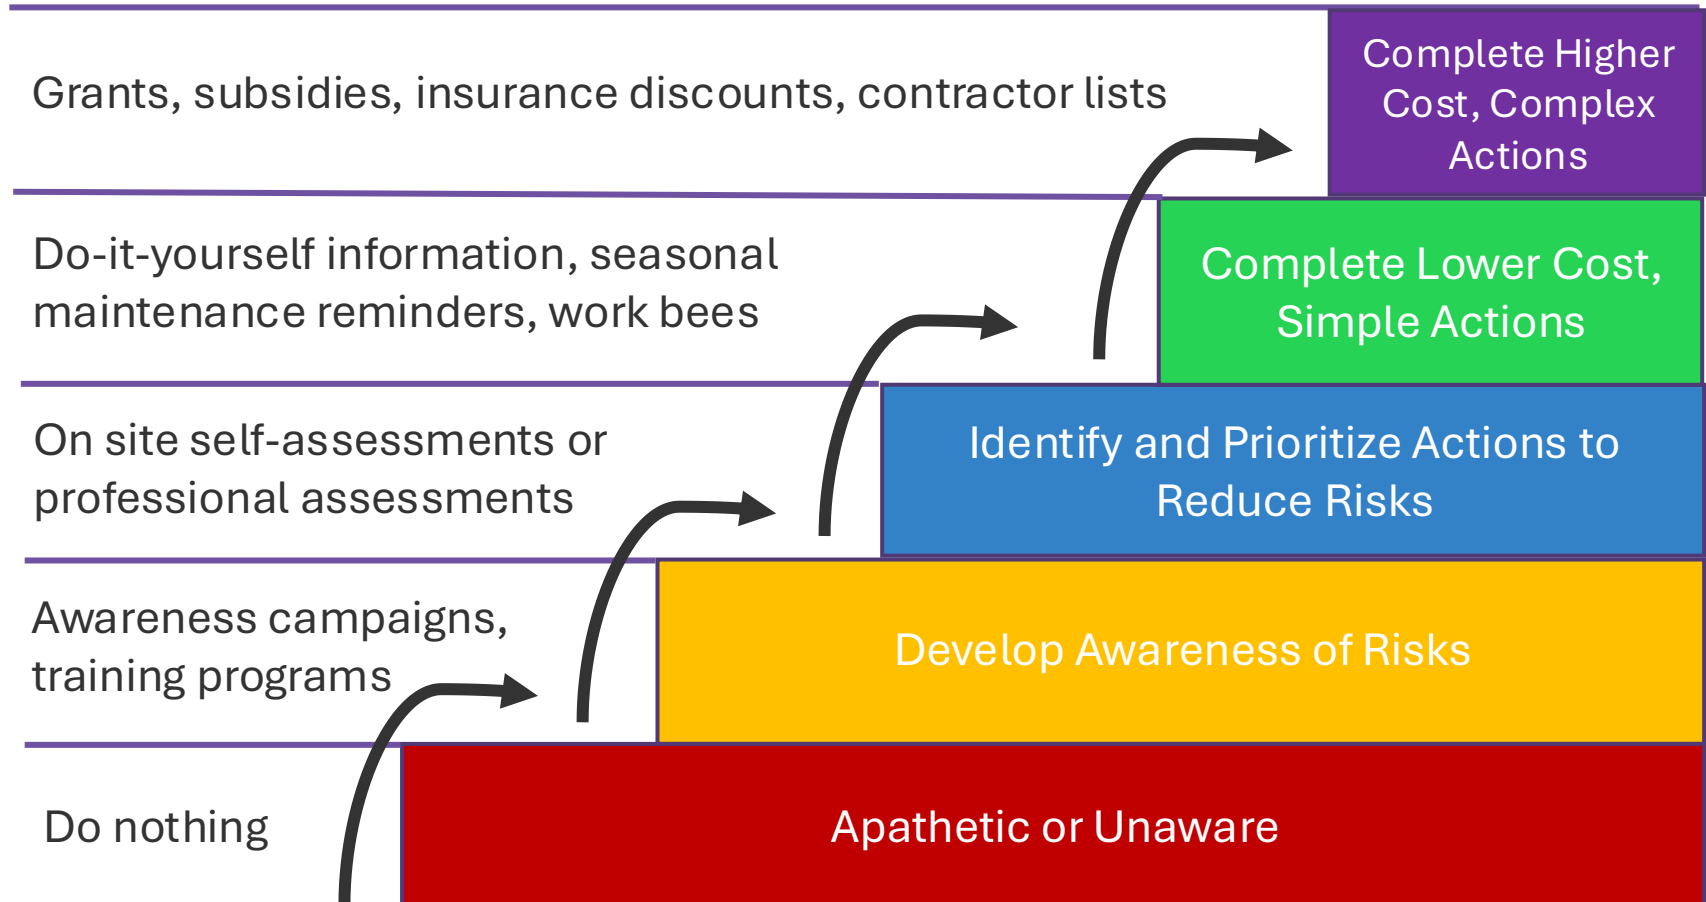 Grants, subsidies, insurance discounts, contractor lists
Complete Higher
Cost, Complex
Actions
Do-it-yourself information, seasonal
maintenance reminders, work bees
Complete Lower Cost,
Simple Actions
On site self-assessments or
professional assessments
Identify and Prioritize Actions to
Reduce Risks
Awareness campaigns,
training programs
Develop Awareness of Risks
Do nothing
Apathetic or Unaware